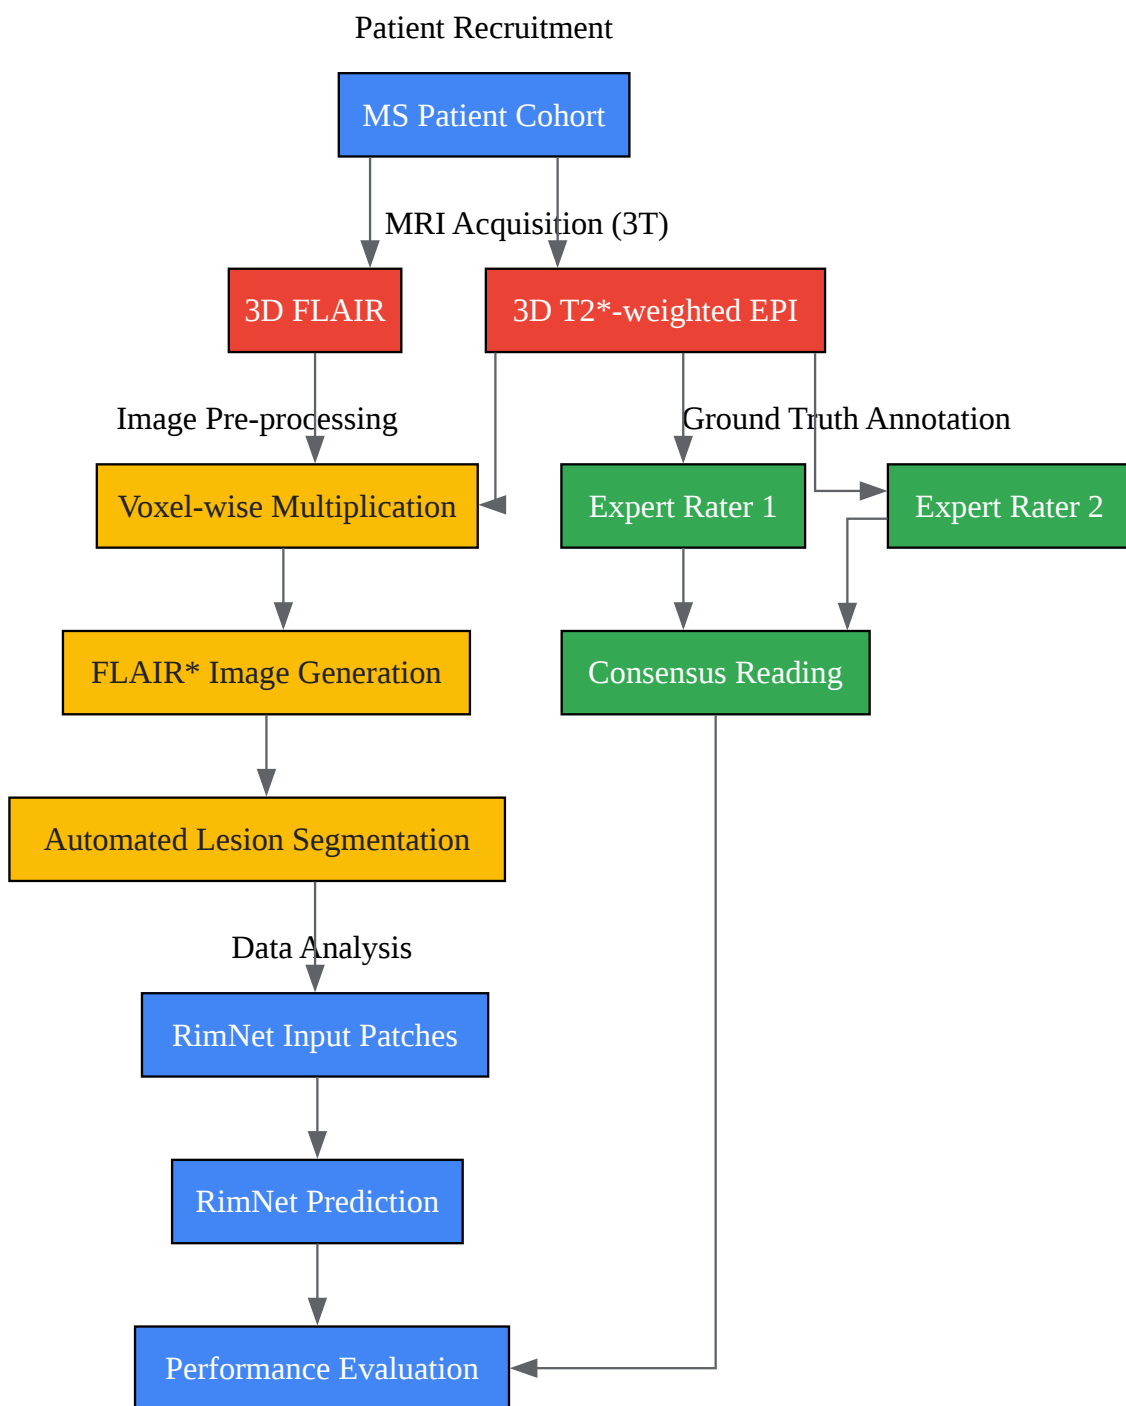 Patient Recruitment
MS Patient Cohort
MRI Acquisition (3T)
3D FLAIR
3D T2*-weighted EPI
Image Pre-processing
Ground Truth Annotation
Voxel-wise Multiplication
Expert Rater 1
Expert Rater 2
FLAIR* Image Generation
Consensus Reading
Automated Lesion Segmentation
Data Analysis
RimNet Input Patches
RimNet Prediction
Performance Evaluation